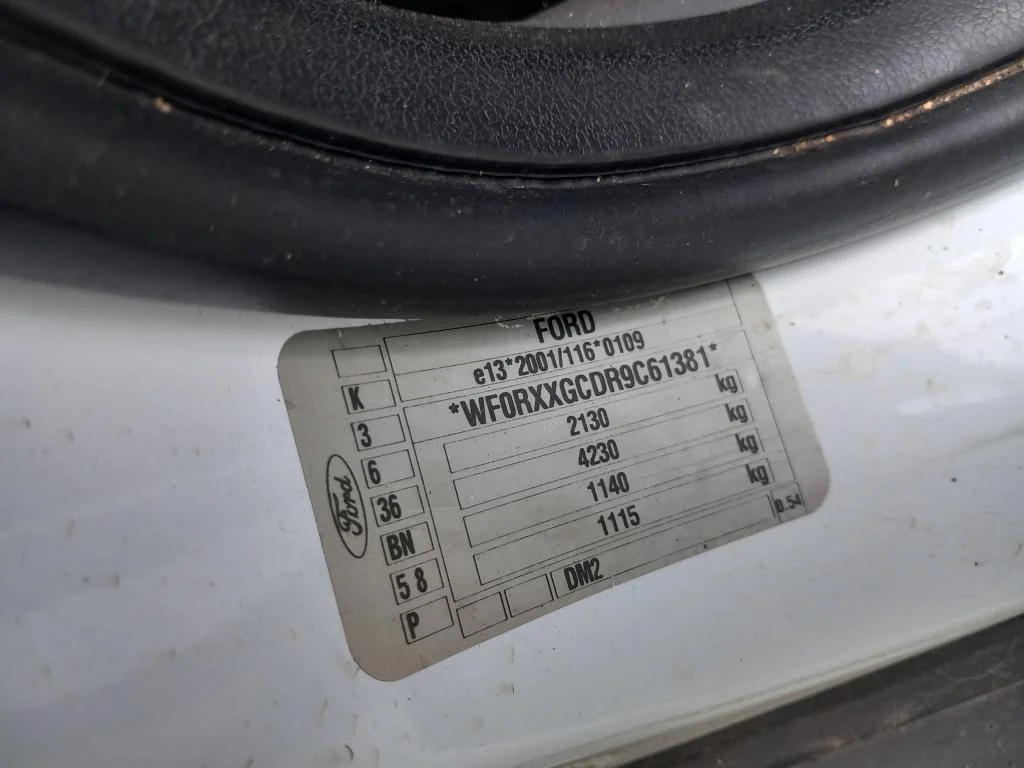 FORD
e13*2001/116*0109
*WF0RXXGCDR9C61381*
2130 kg
4230 kg
1140 kg
1115 kg
DM2 0.54
K
3
6
36
BN
5 8
P
Ford